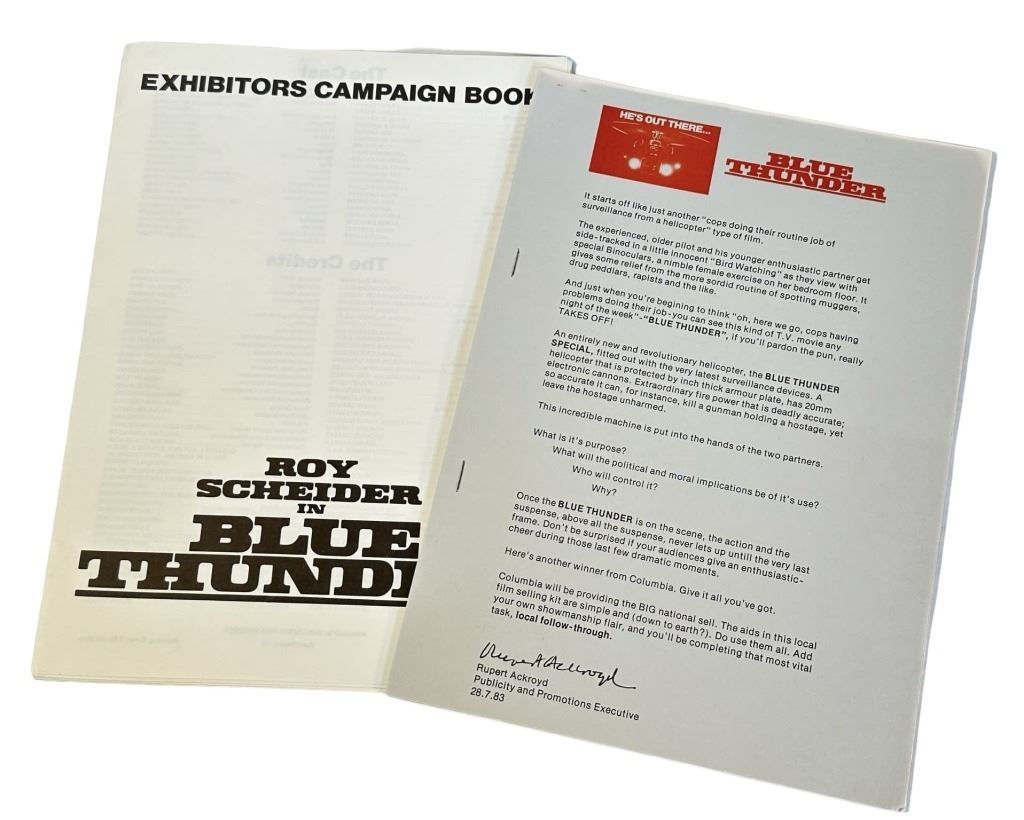 EXHIBITORS CAMPAIGN BOOK
The Cast
The Credits
ROY
SCHEIDER
IN
BLUE
THUND
HE'S OUT THERE...
BLUE
THUNDER
It starts off like just another "cops doing their routine job of
surveillance from a helicopter" type of film.
The experienced, older pilot and his younger enthusiastic partner get
side-tracked in a little innocent "Bird Watching" as they view with
special Binoculars, a nimble female exercise on her bedroom floor. It
gives some relief from the more sordid routine of spotting muggers,
drug peddlars, rapists and the like.
And just when you're begining to think "oh, here we go, cops having
problems doing their job-you can see this kind of T.V. movie any
night of the week"-"BLUE THUNDER", if you'll pardon the pun, really
TAKES OFF!
An entirely new and revolutionary helicopter, the BLUE THUNDER
SPECIAL, fitted out with the very latest surveillance devices. A
helicopter that is protected by inch thick armour plate, has 20mm
electronic cannons. Extraordinary fire power that is deadly accurate;
so accurate it can, for instance, kill a gunman holding a hostage, yet
leave the hostage unharmed.
This incredible machine is put into the hands of the two partners.
What is it's purpose?
What will the political and moral implications be of it's use?
Who will control it?
Why?
Once the BLUE THUNDER is on the scene, the action and the
suspense, above all the suspense, never lets up untill the very last
frame. Don't be surprised if your audiences give an enthusiastic-
cheer during those last few dramatic moments.
Here's another winner from Columbia. Give it all you've got.
Columbia will be providing the BIG national sell. The aids in this local
film selling kit are simple and (down to earth?). Do use them all. Add
your own showmanship flair, and you'll be completing that most vital
task, local follow-through.
Rupert Ackroyd
Rupert Ackroyd
Publicity and Promotions Executive
28.7.83